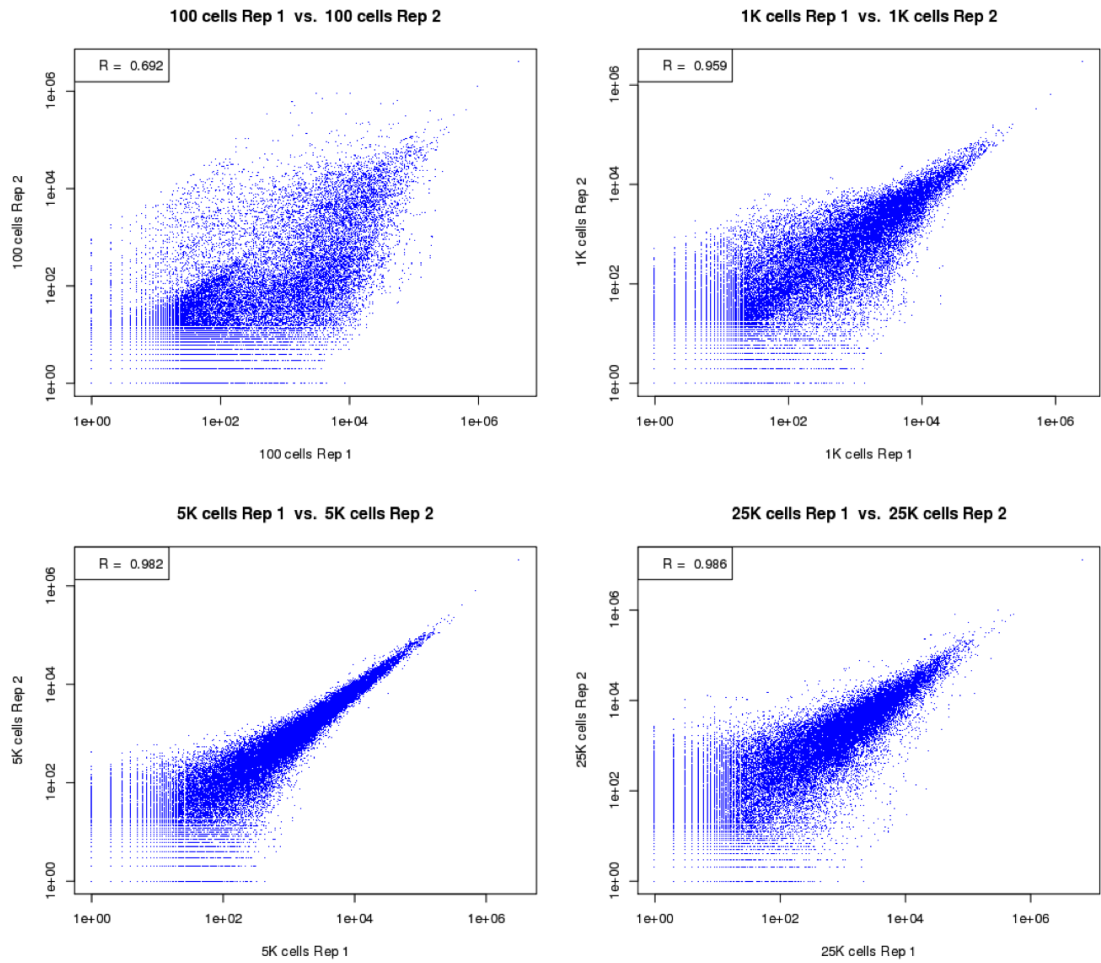 100 cells Rep 1 vs. 100 cells Rep 2
R = 0.692
1e+06
1e+04
1e+02
1e+00
100 cells Rep 2
1e+00 1e+02 1e+04 1e+06
100 cells Rep 1
1K cells Rep 1 vs. 1K cells Rep 2
R = 0.959
1e+06
1e+04
1e+02
1e+00
1K cells Rep 2
1e+00 1e+02 1e+04 1e+06
1K cells Rep 1
5K cells Rep 1 vs. 5K cells Rep 2
R = 0.982
1e+06
1e+04
1e+02
1e+00
5K cells Rep 2
1e+00 1e+02 1e+04 1e+06
5K cells Rep 1
25K cells Rep 1 vs. 25K cells Rep 2
R = 0.986
1e+06
1e+04
1e+02
1e+00
25K cells Rep 2
1e+00 1e+02 1e+04 1e+06
25K cells Rep 1